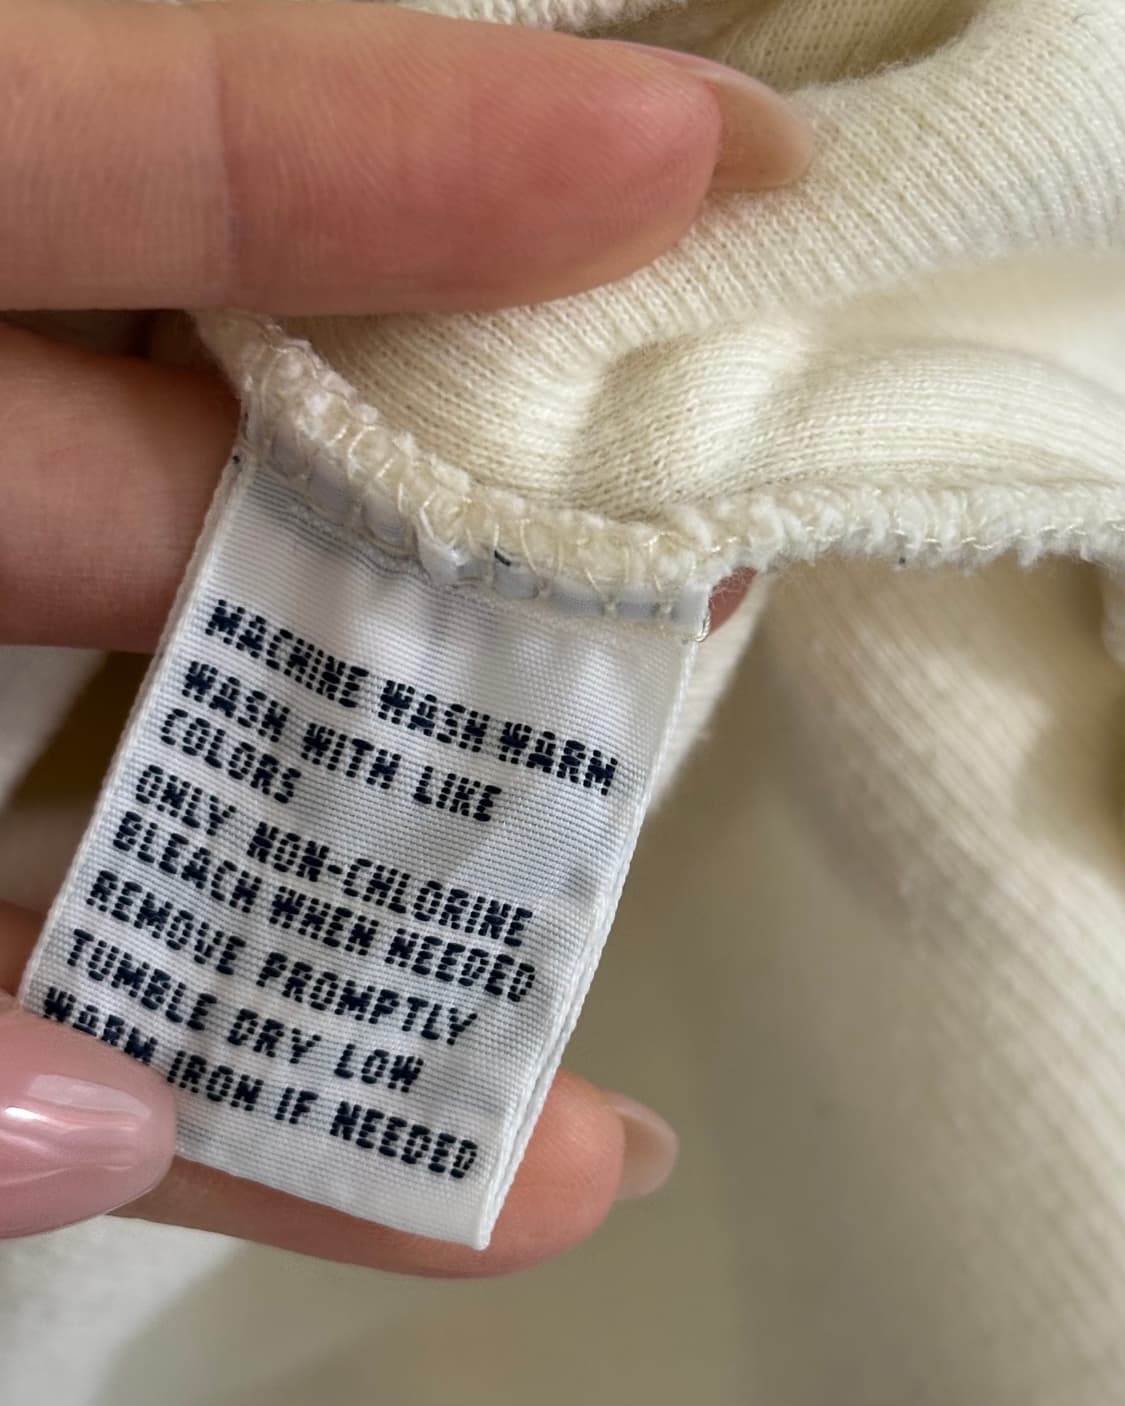 MACHINE WASH WARM
WASH WITH LIKE
COLORS
ONLY NON-CHLORINE
BLEACH WHEN NEEDED
REMOVE PROMPTLY
TUMBLE DRY LOW
WARM IRON IF NEEDED